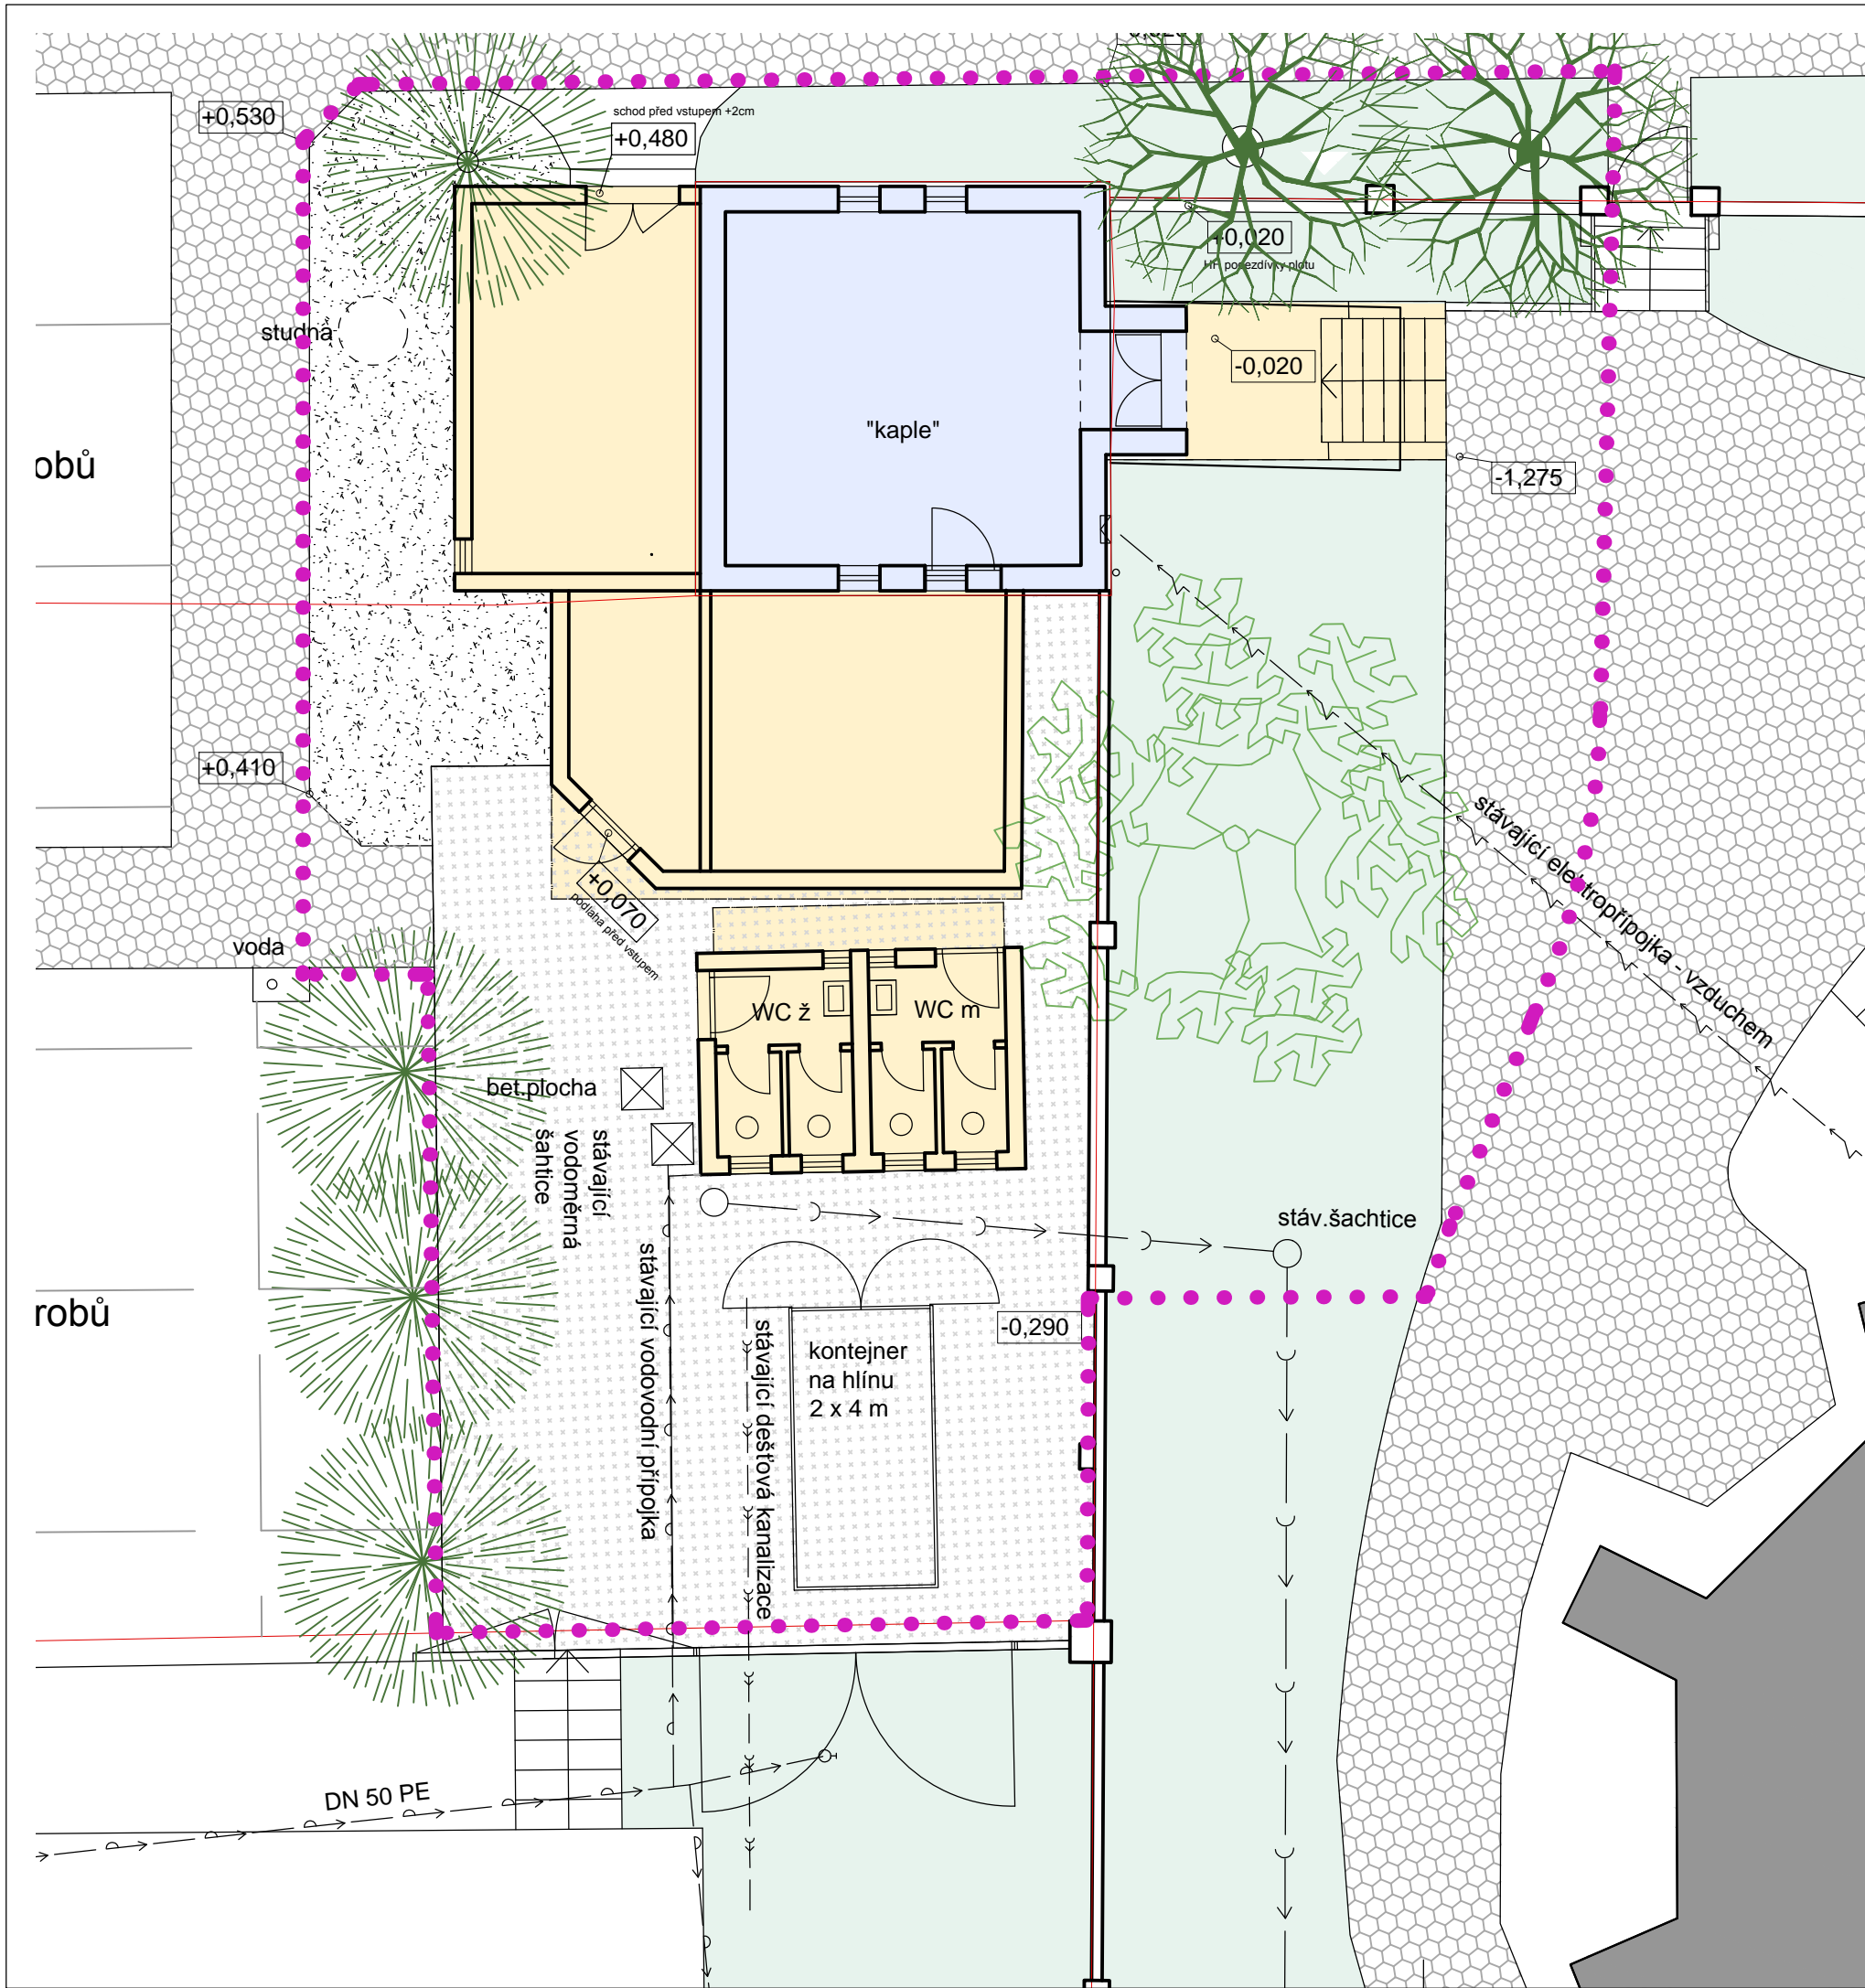 +0,530
schod před vstupem +2cm
+0,480
+0,020
HH podezdívky plotu
studna
-0,020
"kaple"
obů
-1,275
+0,410
stávající elektropřípojka - vzduchem
+0,070
podlaha před vstupem
voda
WC ž
WC m
bet.plocha
stávající
vodoměrná
šahtice
stáv.šachtice
stávající vodovodní přípojka
stávající dešťová kanalizace
-0,290
robů
kontejner
na hlínu
2 x 4 m
DN 50 PE